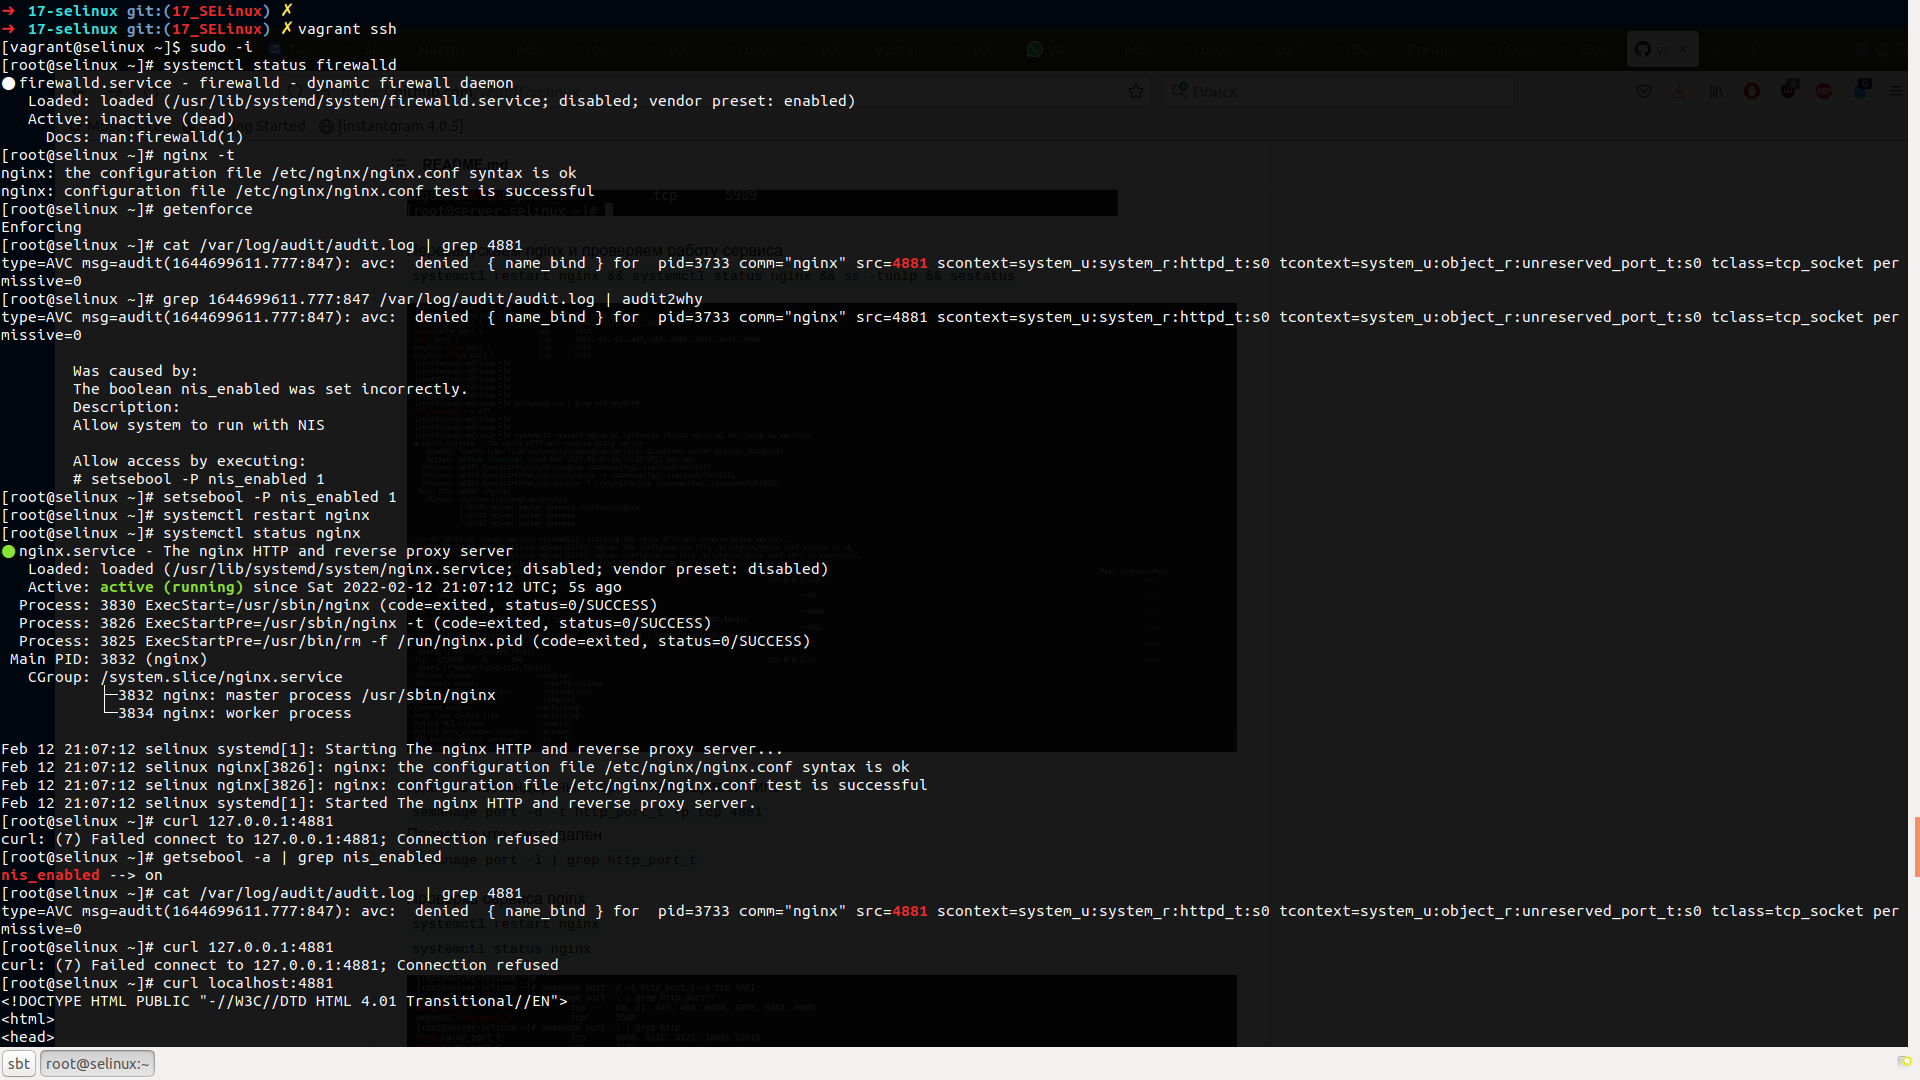 ➜  17-selinux git:(17_SELinux) ✗
➜  17-selinux git:(17_SELinux) ✗ vagrant ssh
[vagrant@selinux ~]$ sudo -i
[root@selinux ~]# systemctl status firewalld
● firewalld.service - firewalld - dynamic firewall daemon
   Loaded: loaded (/usr/lib/systemd/system/firewalld.service; disabled; vendor preset: enabled)
   Active: inactive (dead)
     Docs: man:firewalld(1)
[root@selinux ~]# nginx -t
nginx: the configuration file /etc/nginx/nginx.conf syntax is ok
nginx: configuration file /etc/nginx/nginx.conf test is successful
[root@selinux ~]# getenforce
Enforcing
[root@selinux ~]# cat /var/log/audit/audit.log | grep 4881
type=AVC msg=audit(1644699611.777:847): avc:  denied  { name_bind } for  pid=3733 comm="nginx" src=4881 scontext=system_u:system_r:httpd_t:s0 tcontext=system_u:object_r:unreserved_port_t:s0 tclass=tcp_socket per
missive=0
[root@selinux ~]# grep 1644699611.777:847 /var/log/audit/audit.log | audit2why
type=AVC msg=audit(1644699611.777:847): avc:  denied  { name_bind } for  pid=3733 comm="nginx" src=4881 scontext=system_u:system_r:httpd_t:s0 tcontext=system_u:object_r:unreserved_port_t:s0 tclass=tcp_socket per
missive=0
        Was caused by:
        The boolean nis_enabled was set incorrectly.
        Description:
        Allow system to run with NIS
        Allow access by executing:
        # setsebool -P nis_enabled 1
[root@selinux ~]# setsebool -P nis_enabled 1
[root@selinux ~]# systemctl restart nginx
[root@selinux ~]# systemctl status nginx
● nginx.service - The nginx HTTP and reverse proxy server
   Loaded: loaded (/usr/lib/systemd/system/nginx.service; disabled; vendor preset: disabled)
   Active: active (running) since Sat 2022-02-12 21:07:12 UTC; 5s ago
  Process: 3830 ExecStart=/usr/sbin/nginx (code=exited, status=0/SUCCESS)
  Process: 3826 ExecStartPre=/usr/sbin/nginx -t (code=exited, status=0/SUCCESS)
  Process: 3825 ExecStartPre=/usr/bin/rm -f /run/nginx.pid (code=exited, status=0/SUCCESS)
 Main PID: 3832 (nginx)
   CGroup: /system.slice/nginx.service
           ├─3832 nginx: master process /usr/sbin/nginx
           └─3834 nginx: worker process
Feb 12 21:07:12 selinux systemd[1]: Starting The nginx HTTP and reverse proxy server...
Feb 12 21:07:12 selinux nginx[3826]: nginx: the configuration file /etc/nginx/nginx.conf syntax is ok
Feb 12 21:07:12 selinux nginx[3826]: nginx: configuration file /etc/nginx/nginx.conf test is successful
Feb 12 21:07:12 selinux systemd[1]: Started The nginx HTTP and reverse proxy server.
[root@selinux ~]# curl 127.0.0.1:4881
curl: (7) Failed connect to 127.0.0.1:4881; Connection refused
[root@selinux ~]# getsebool -a | grep nis_enabled
nis_enabled --> on
[root@selinux ~]# cat /var/log/audit/audit.log | grep 4881
type=AVC msg=audit(1644699611.777:847): avc:  denied  { name_bind } for  pid=3733 comm="nginx" src=4881 scontext=system_u:system_r:httpd_t:s0 tcontext=system_u:object_r:unreserved_port_t:s0 tclass=tcp_socket per
missive=0
[root@selinux ~]# curl 127.0.0.1:4881
curl: (7) Failed connect to 127.0.0.1:4881; Connection refused
[root@selinux ~]# curl localhost:4881
<!DOCTYPE HTML PUBLIC "-//W3C//DTD HTML 4.01 Transitional//EN">
<html>
<head>
sbt
root@selinux:~